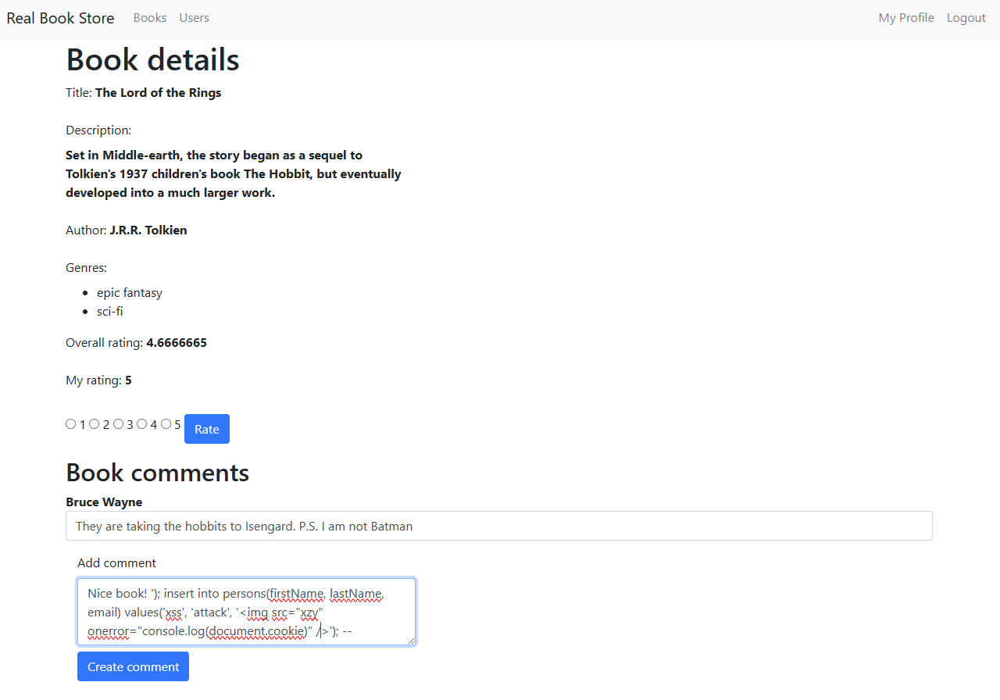 Real Book Store Books Users My Profile Logout
Book details
Title: The Lord of the Rings
Description:
Set in Middle-earth, the story began as a sequel to
Tolkien's 1937 children's book The Hobbit, but eventually
developed into a much larger work.
Author: J.R.R. Tolkien
Genres:
epic fantasy
sci-fi
Overall rating: 4.6666665
My rating: 5
1 2 3 4 5 Rate
Book comments
Bruce Wayne
They are taking the hobbits to Isengard. P.S. I am not Batman
Add comment
Nice book! '); insert into persons(firstName, lastName,
email) values('xss', 'attack', '<img src="xzy"
onerror="console.log(document.cookie)" />'); --
Create comment